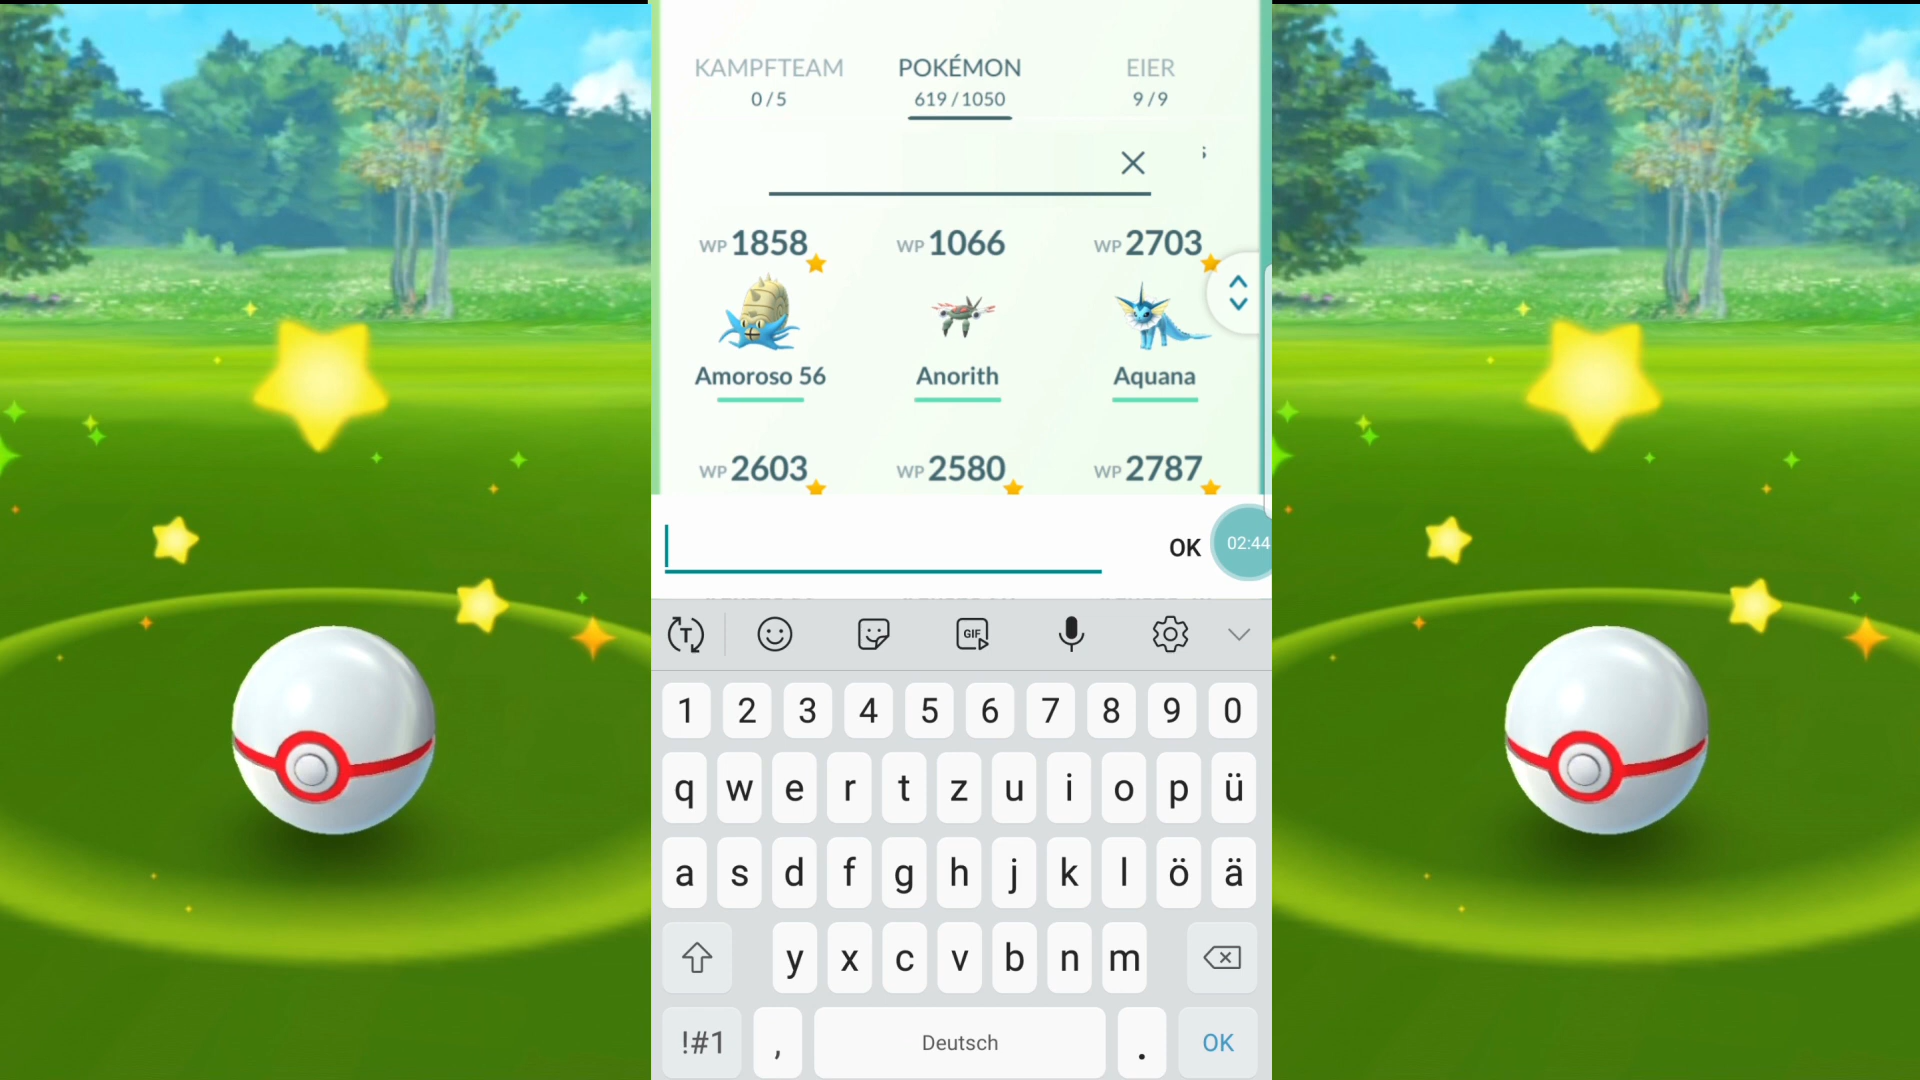 KAMPFTEAM POKÉMON EIER
0/5 619/1050 9/9
WP 1858 WP 1066 WP 2703
Amoroso 56 Anorith Aquana
WP 2603 WP 2580 WP 2787
OK 02:44
T GIF
1 2 3 4 5 6 7 8 9 0
q w e r t z u i o p ü
a s d f g h j k l ö ä
y x c v b n m
!#1 , Deutsch . OK